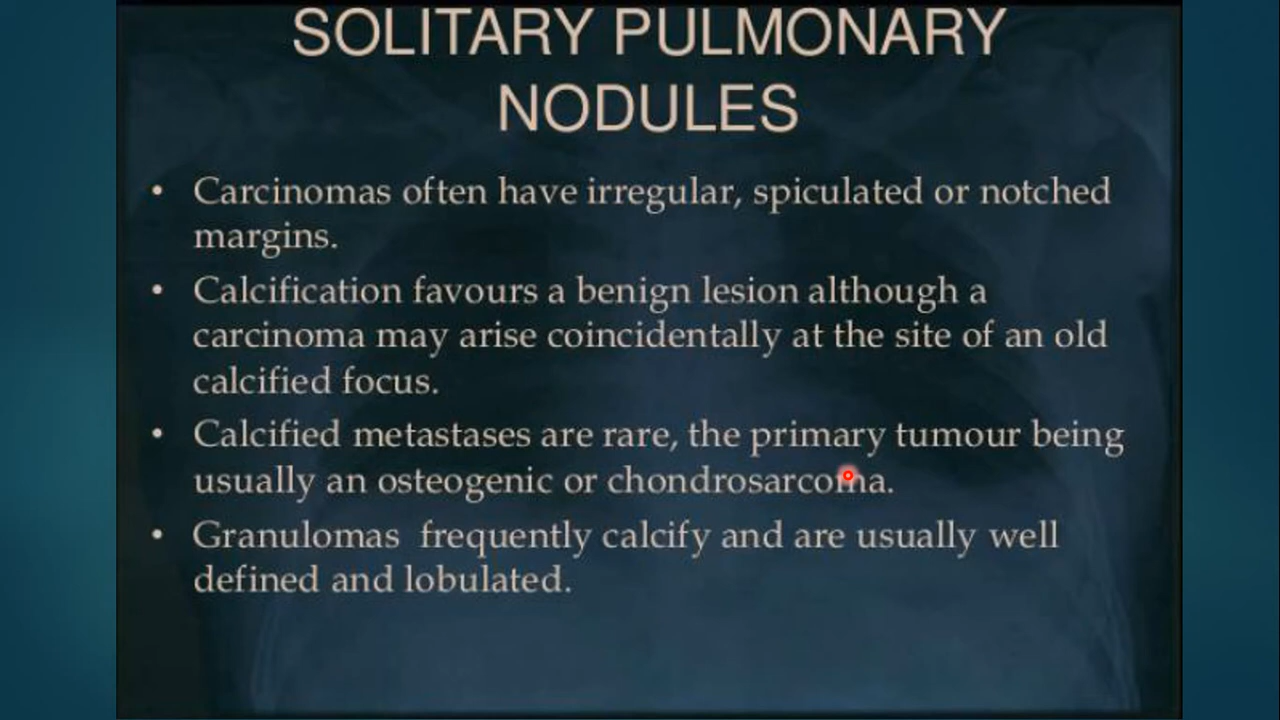 SOLITARY PULMONARY
NODULES
• Carcinomas often have irregular, spiculated or notched
margins.
• Calcification favours a benign lesion although a
carcinoma may arise coincidentally at the site of an old
calcified focus.
• Calcified metastases are rare, the primary tumour being
usually an osteogenic or chondrosarcoma.
• Granulomas frequently calcify and are usually well
defined and lobulated.